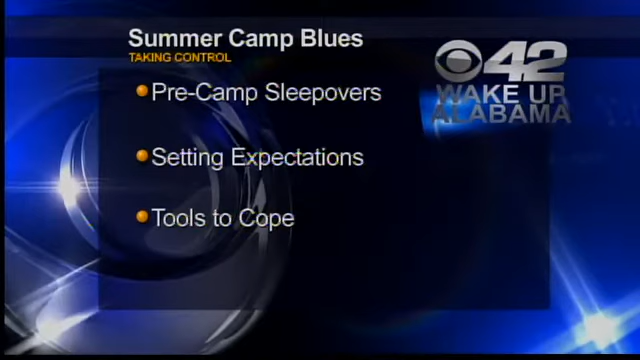 Summer Camp Blues
TAKING CONTROL
Pre-Camp Sleepovers
Setting Expectations
Tools to Cope
42
WAKE UP
ALABAMA